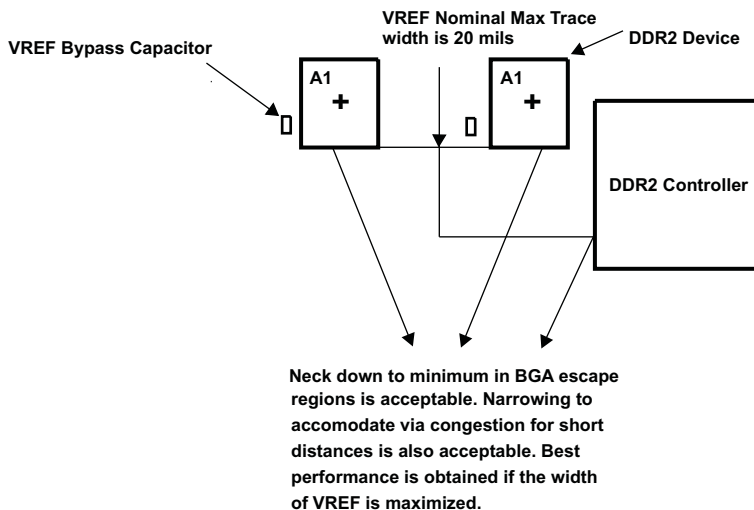 VREF Bypass Capacitor
VREF Nominal Max Trace
width is 20 mils
DDR2 Device
A1
A1
DDR2 Controller
Neck down to minimum in BGA escape
regions is acceptable. Narrowing to
accomodate via congestion for short
distances is also acceptable. Best
performance is obtained if the width
of VREF is maximized.